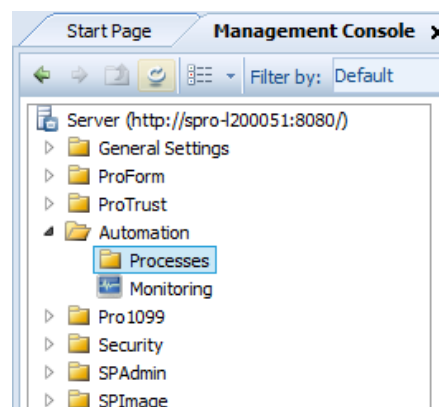 Start Page Management Console
Filter by: Default
Server (http://spro-l200051:8080/)
General Settings
ProForm
ProTrust
Automation
Processes
Monitoring
Pro1099
Security
SPAdmin
SPImage